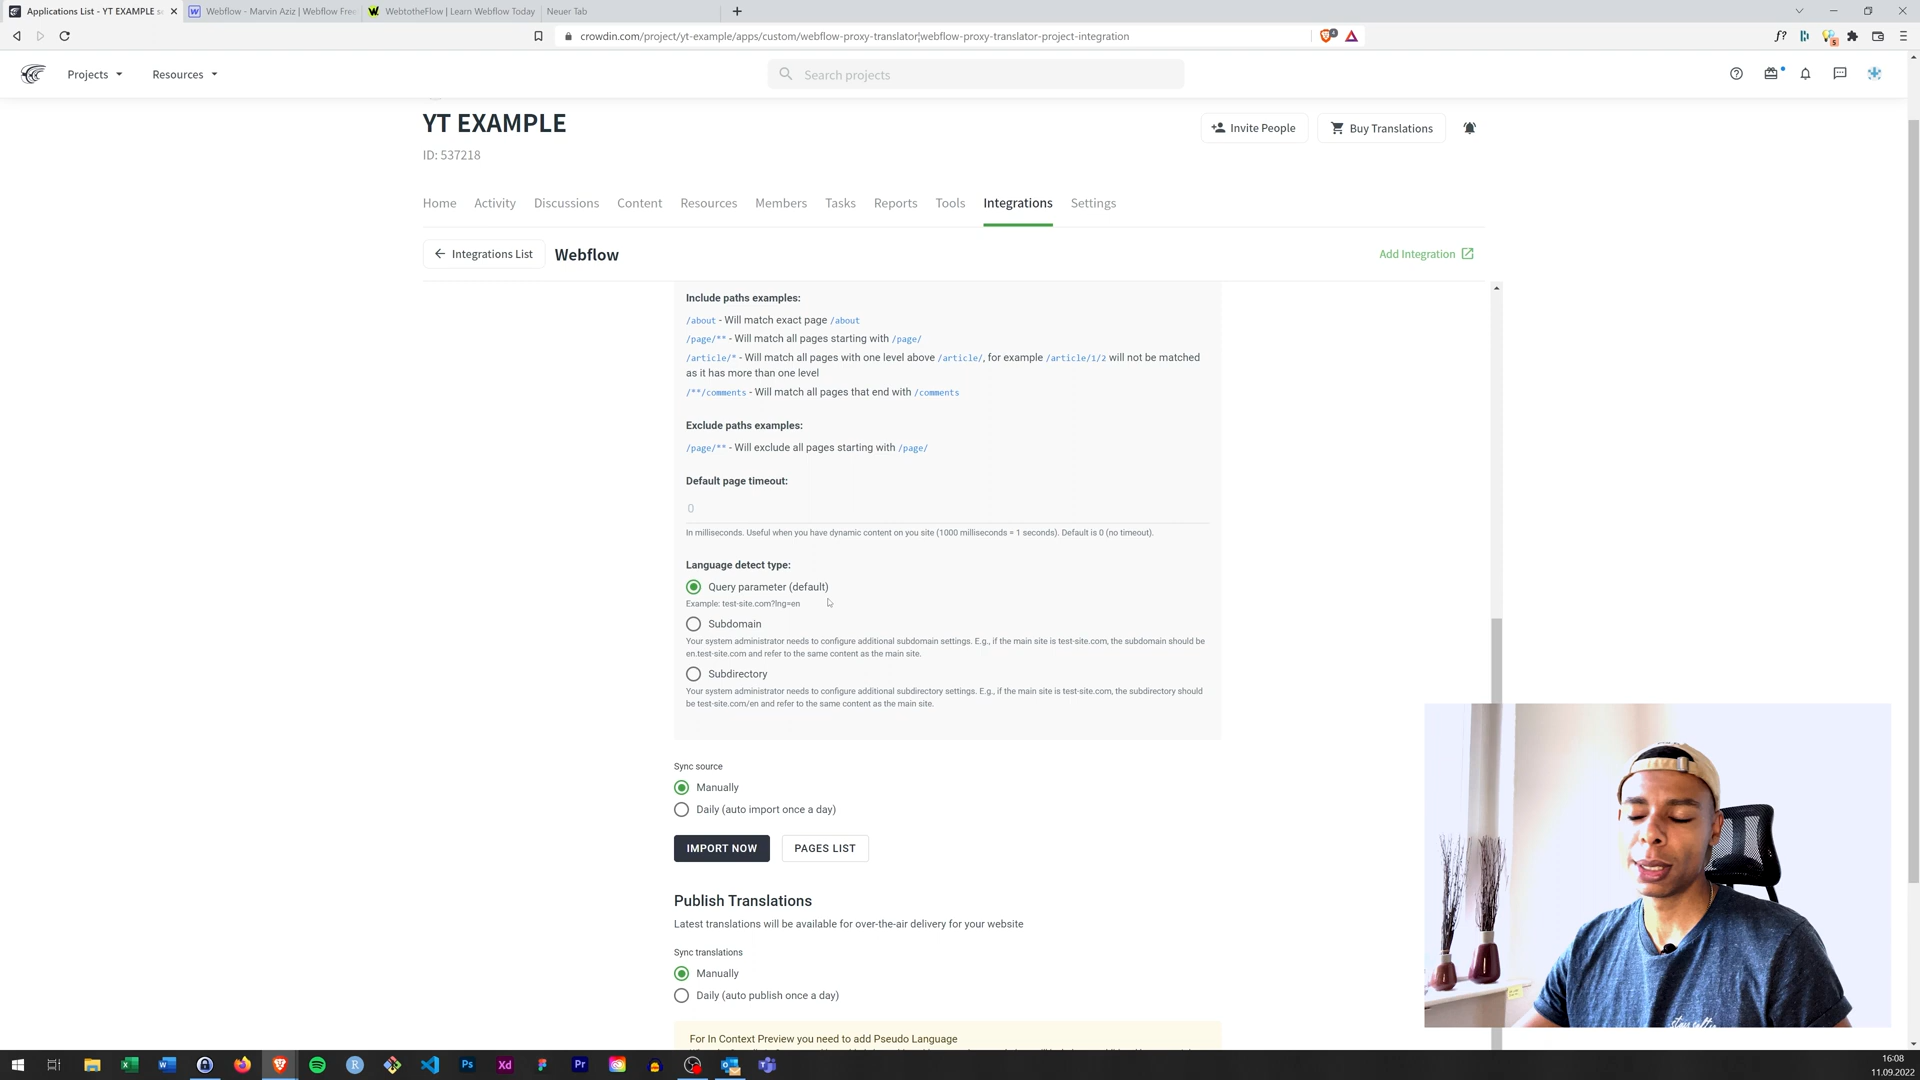 Applications List - YT EXAMPLE se
Webflow - Marvin Aziz | Webflow Fre
WebtotheFlow | Learn Webflow Today
Neuer Tab
crowdin.com/project/yt-example/apps/custom/webflow-proxy-translator¦webflow-proxy-translator-project-integration
Projects
Resources
Search projects
YT EXAMPLE
Invite People
Buy Translations
ID: 537218
Home
Activity
Discussions
Content
Resources
Members
Tasks
Reports
Tools
Integrations
Settings
Integrations List
Webflow
Add Integration
Include paths examples:
/about - Will match exact page /about
/page/** - Will match all pages starting with /page/
/article/* - Will match all pages with one level above /article/, for example /article/1/2 will not be matched
as it has more than one level
/**/comments - Will match all pages that end with /comments
Exclude paths examples:
/page/** - Will exclude all pages starting with /page/
Default page timeout:
0
In milliseconds. Useful when you have dynamic content on you site (1000 milliseconds = 1 seconds). Default is 0 (no timeout).
Language detect type:
Query parameter (default)
Example: test-site.com?lng=en
Subdomain
Your system administrator needs to configure additional subdomain settings. E.g., if the main site is test-site.com, the subdomain should be
en.test-site.com and refer to the same content as the main site.
Subdirectory
Your system administrator needs to configure additional subdirectory settings. E.g., if the main site is test-site.com, the subdirectory should
be test-site.com/en and refer to the same content as the main site.
Sync source
Manually
Daily (auto import once a day)
IMPORT NOW
PAGES LIST
Publish Translations
Latest translations will be available for over-the-air delivery for your website
Sync translations
Manually
Daily (auto publish once a day)
For In Context Preview you need to add Pseudo Language
16:08
11.09.2022